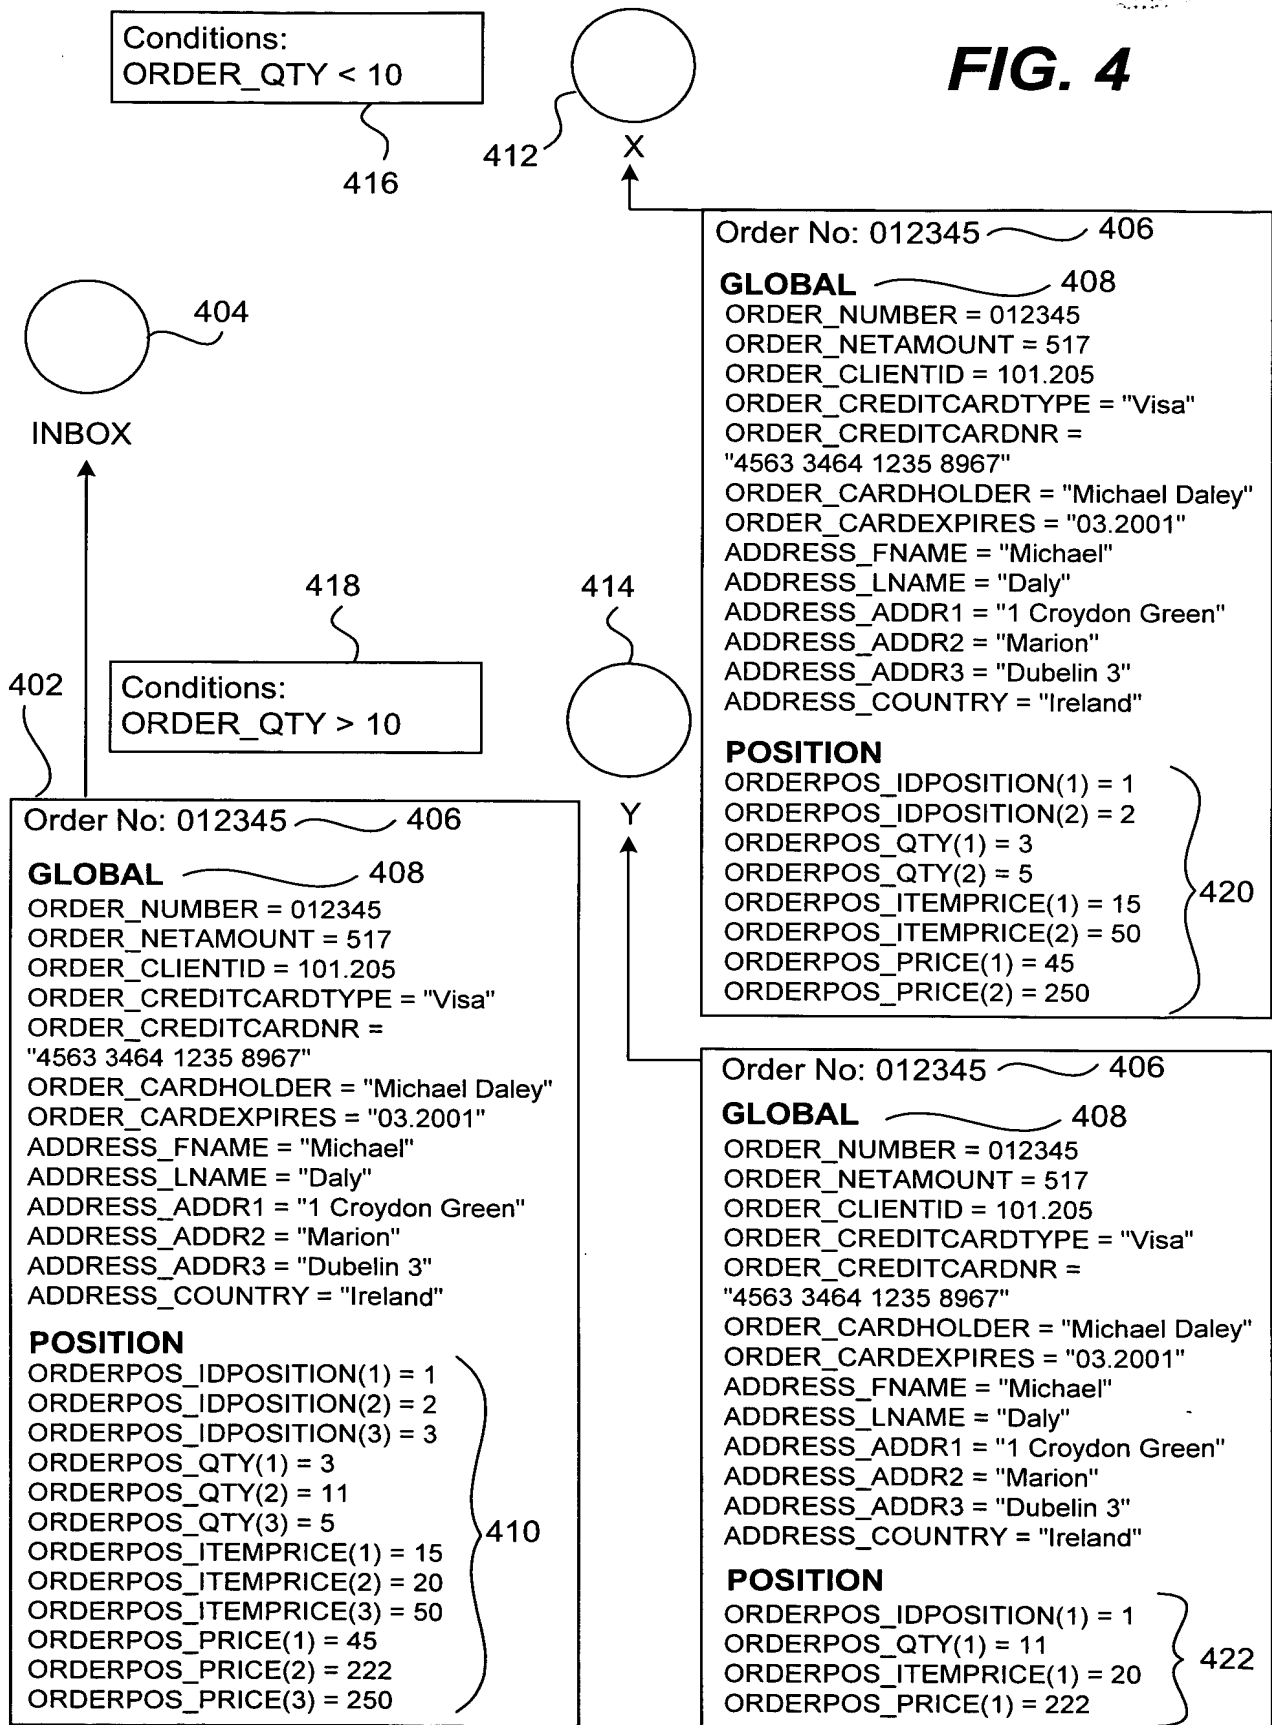 Conditions:
ORDER_QTY < 10
416
412
X
FIG. 4
404
INBOX
418
Conditions:
ORDER_QTY > 10
414
Y
402
Order No: 012345 406
GLOBAL 408
ORDER_NUMBER = 012345
ORDER_NETAMOUNT = 517
ORDER_CLIENTID = 101.205
ORDER_CREDITCARDTYPE = "Visa"
ORDER_CREDITCARDNR =
"4563 3464 1235 8967"
ORDER_CARDHOLDER = "Michael Daley"
ORDER_CARDEXPIRES = "03.2001"
ADDRESS_FNAME = "Michael"
ADDRESS_LNAME = "Daly"
ADDRESS_ADDR1 = "1 Croydon Green"
ADDRESS_ADDR2 = "Marion"
ADDRESS_ADDR3 = "Dubelin 3"
ADDRESS_COUNTRY = "Ireland"
POSITION
ORDERPOS_IDPOSITION(1) = 1
ORDERPOS_IDPOSITION(2) = 2
ORDERPOS_IDPOSITION(3) = 3
ORDERPOS_QTY(1) = 3
ORDERPOS_QTY(2) = 11
ORDERPOS_QTY(3) = 5
ORDERPOS_ITEMPRICE(1) = 15
ORDERPOS_ITEMPRICE(2) = 20
ORDERPOS_ITEMPRICE(3) = 50
ORDERPOS_PRICE(1) = 45
ORDERPOS_PRICE(2) = 222
ORDERPOS_PRICE(3) = 250
410
Order No: 012345 406
GLOBAL 408
ORDER_NUMBER = 012345
ORDER_NETAMOUNT = 517
ORDER_CLIENTID = 101.205
ORDER_CREDITCARDTYPE = "Visa"
ORDER_CREDITCARDNR =
"4563 3464 1235 8967"
ORDER_CARDHOLDER = "Michael Daley"
ORDER_CARDEXPIRES = "03.2001"
ADDRESS_FNAME = "Michael"
ADDRESS_LNAME = "Daly"
ADDRESS_ADDR1 = "1 Croydon Green"
ADDRESS_ADDR2 = "Marion"
ADDRESS_ADDR3 = "Dubelin 3"
ADDRESS_COUNTRY = "Ireland"
POSITION
ORDERPOS_IDPOSITION(1) = 1
ORDERPOS_IDPOSITION(2) = 2
ORDERPOS_QTY(1) = 3
ORDERPOS_QTY(2) = 5
ORDERPOS_ITEMPRICE(1) = 15
ORDERPOS_ITEMPRICE(2) = 50
ORDERPOS_PRICE(1) = 45
ORDERPOS_PRICE(2) = 250
420
Order No: 012345 406
GLOBAL 408
ORDER_NUMBER = 012345
ORDER_NETAMOUNT = 517
ORDER_CLIENTID = 101.205
ORDER_CREDITCARDTYPE = "Visa"
ORDER_CREDITCARDNR =
"4563 3464 1235 8967"
ORDER_CARDHOLDER = "Michael Daley"
ORDER_CARDEXPIRES = "03.2001"
ADDRESS_FNAME = "Michael"
ADDRESS_LNAME = "Daly"
ADDRESS_ADDR1 = "1 Croydon Green"
ADDRESS_ADDR2 = "Marion"
ADDRESS_ADDR3 = "Dubelin 3"
ADDRESS_COUNTRY = "Ireland"
POSITION
ORDERPOS_IDPOSITION(1) = 1
ORDERPOS_QTY(1) = 11
ORDERPOS_ITEMPRICE(1) = 20
ORDERPOS_PRICE(1) = 222
422